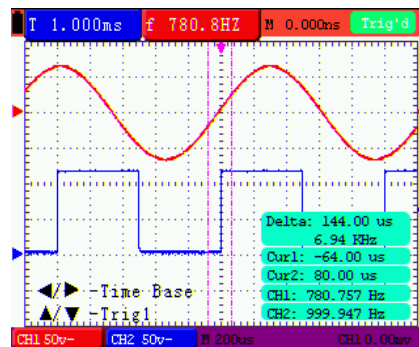 T 1.000ms f 780.8HZ M 0.000ns Trig'd
Delta: 144.00 us
6.94 KHz
Cur1: -64.00 us
Cur2: 80.00 us
◀/▶ -Time Base
CH1: 780.757 Hz
▲/▼ -Trig1
CH2: 999.947 Hz
CH1 50v~ CH2 50v~ M 200us CH1 0.00mv